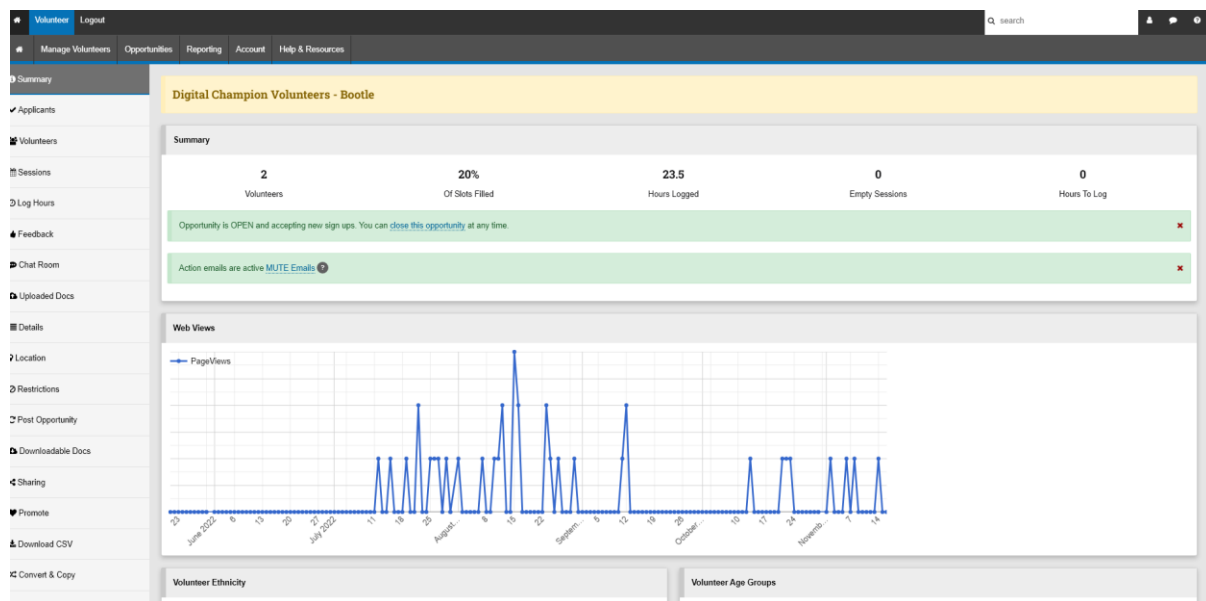 Volunteer Logout search
Manage Volunteers Opportunities Reporting Account Help & Resources
Summary
Applicants
Volunteers
Sessions
Log Hours
Feedback
Chat Room
Uploaded Docs
Details
Location
Restrictions
Post Opportunity
Downloadable Docs
Sharing
Promote
Download CSV
Convert & Copy
Digital Champion Volunteers - Bootle
Summary
2 20% 23.5 0 0
Volunteers Of Slots Filled Hours Logged Empty Sessions Hours To Log
Opportunity is OPEN and accepting new sign ups. You can close this opportunity at any time.
Action emails are active MUTE Emails ?
Web Views
PageViews
23 June 2022 6 13 20 27 July 2022 11 18 25 August... 8 15 22 Septem... 5 12 19 26 October... 10 17 24 Novemb... 7 14
Volunteer Ethnicity Volunteer Age Groups